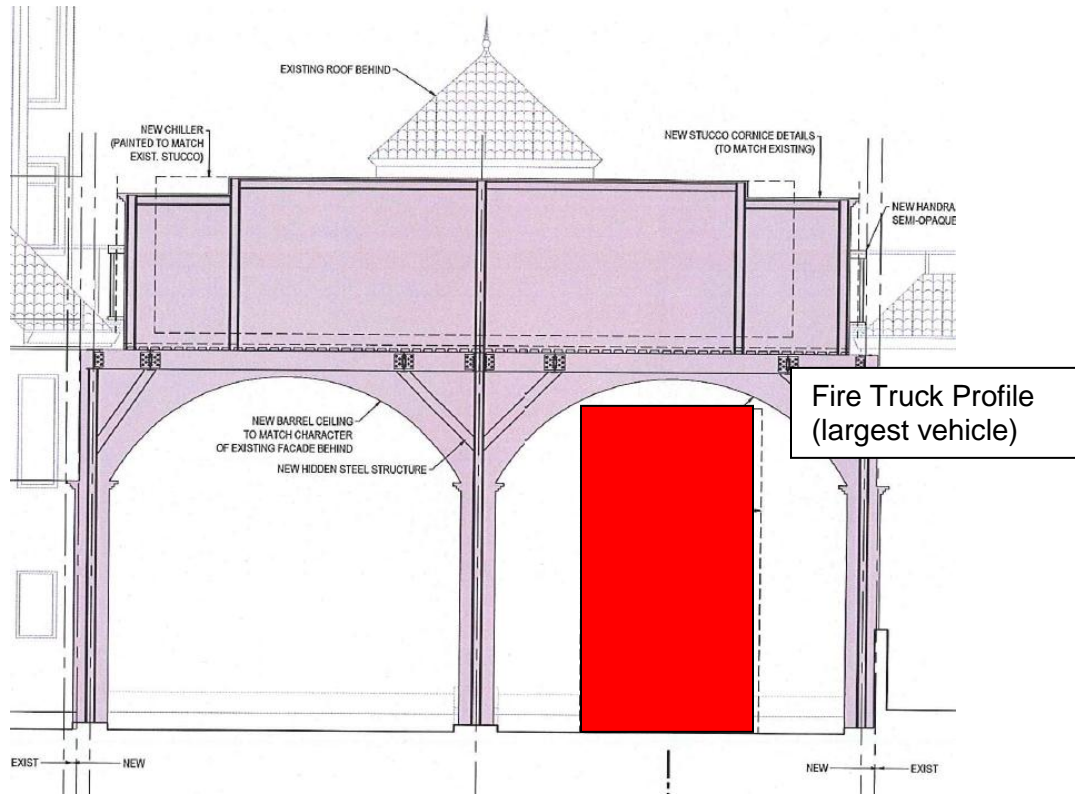 EXISTING ROOF BEHIND
NEW CHILLER
(PAINTED TO MATCH
EXIST. STUCCO)
NEW STUCCO CORNICE DETAILS
(TO MATCH EXISTING)
NEW HANDRA
SEMI-OPAQUE
Fire Truck Profile
(largest vehicle)
NEW BARREL CEILING
TO MATCH CHARACTER
OF EXISTING FACADE BEHIND
NEW HIDDEN STEEL STRUCTURE
EXIST
NEW
NEW
EXIST